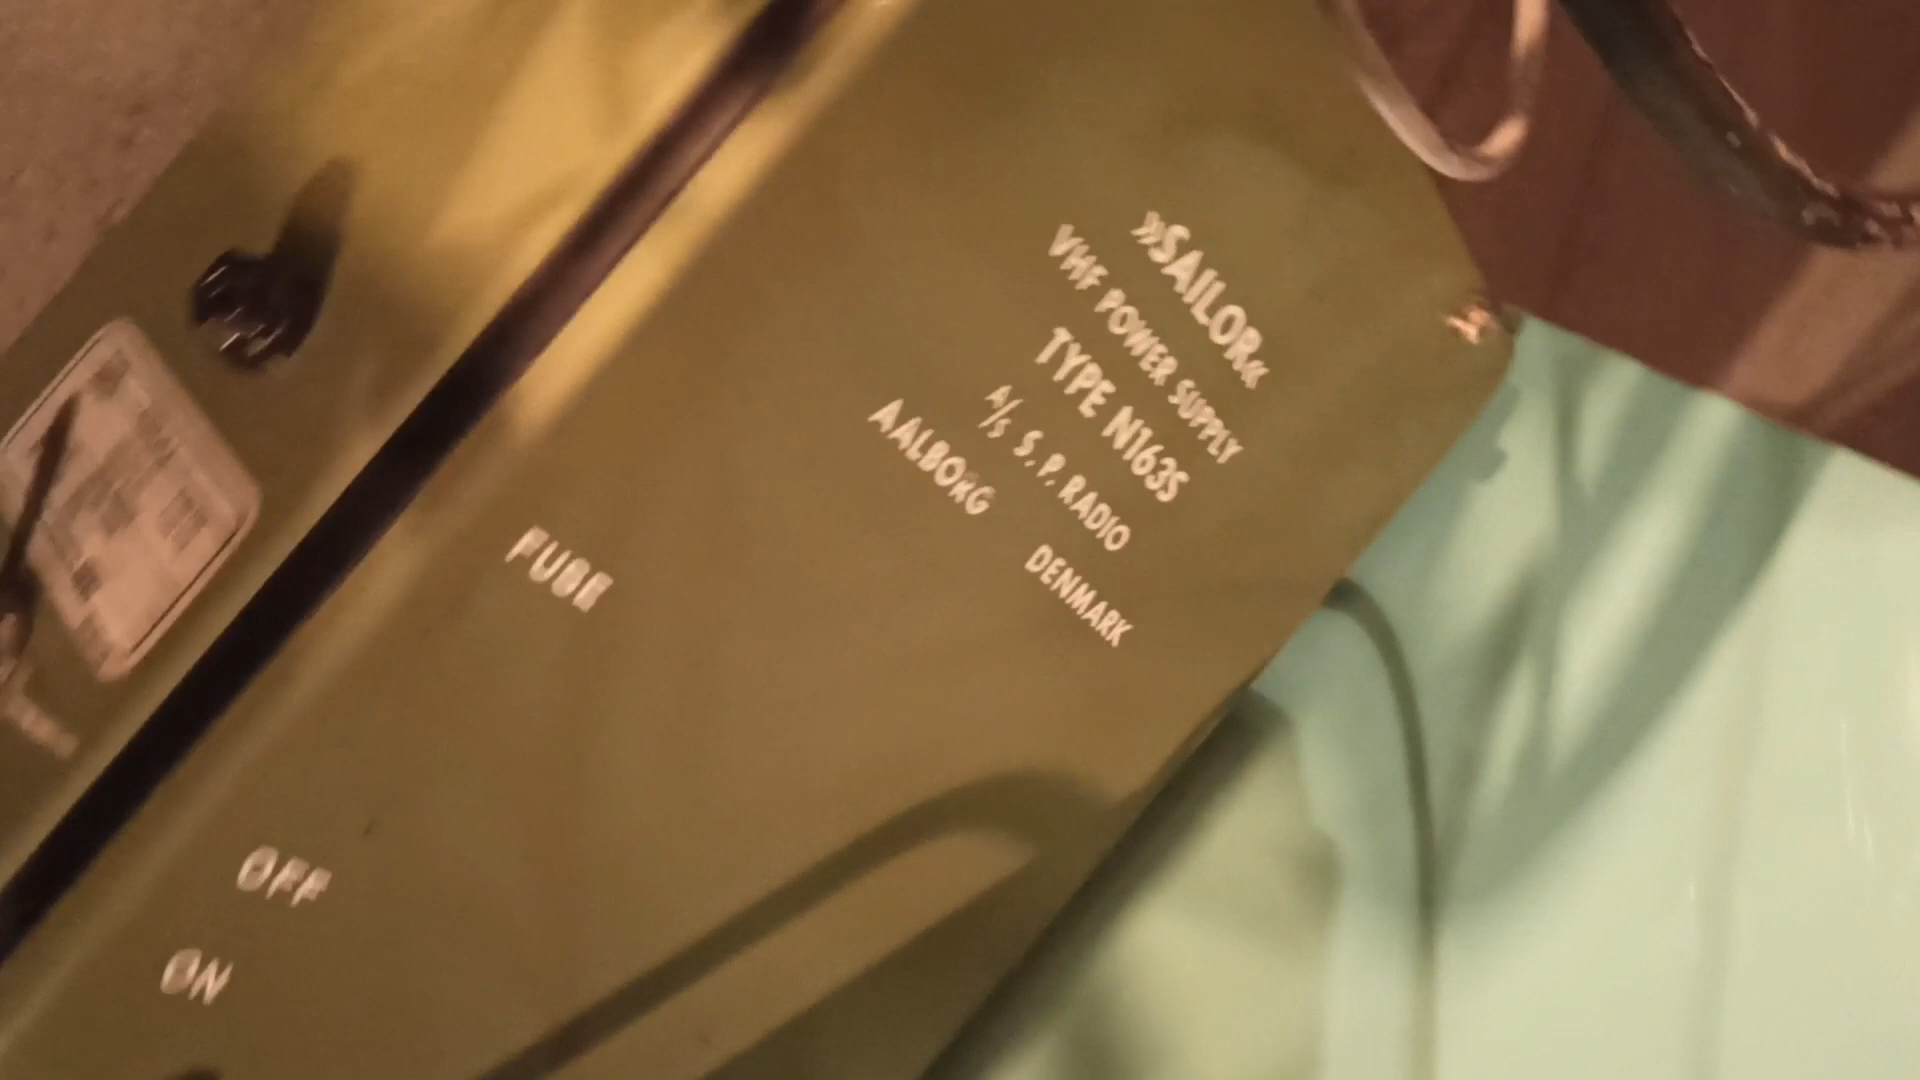 »SAILOR«
VHF POWER SUPPLY
TYPE N163S
A/S S. P. RADIO
AALBORG DENMARK
FUSE
OFF
ON